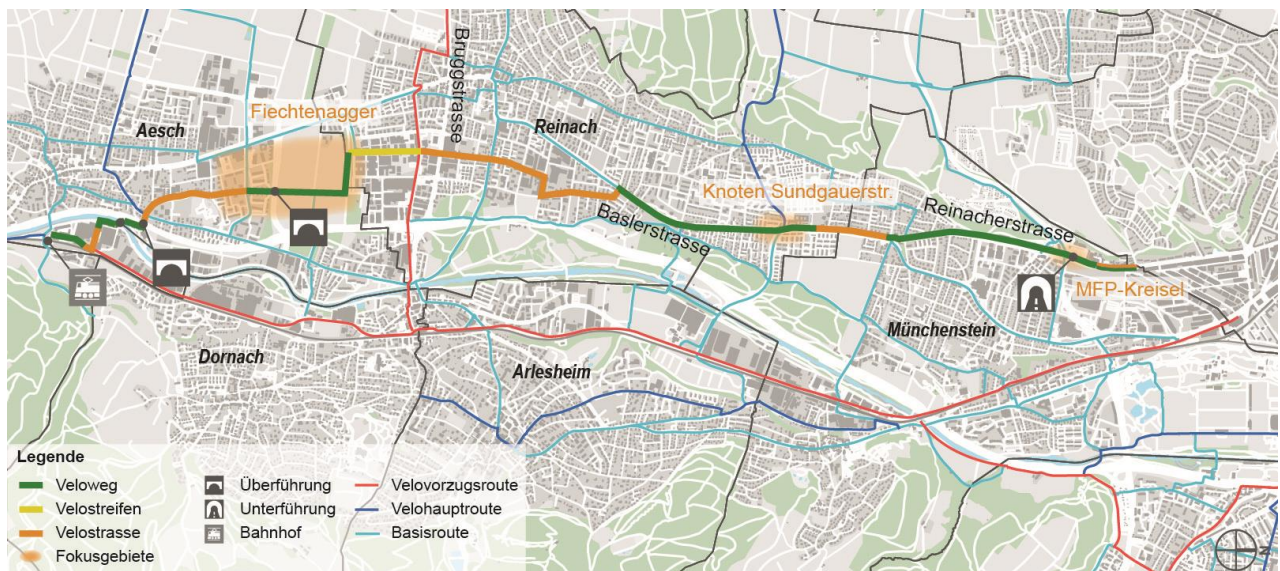 Bruggstrasse
Fiechtenagger
Aesch
Reinach
Knoten Sundgauerstr.
Baslerstrasse
Reinacherstrasse
MFP-Kreisel
Münchenstein
Dornach
Arlesheim
Legende
Veloweg
Velostreifen
Velostrasse
Fokusgebiete
Überführung
Unterführung
Bahnhof
Velovorzugsroute
Velohauptroute
Basisroute
N